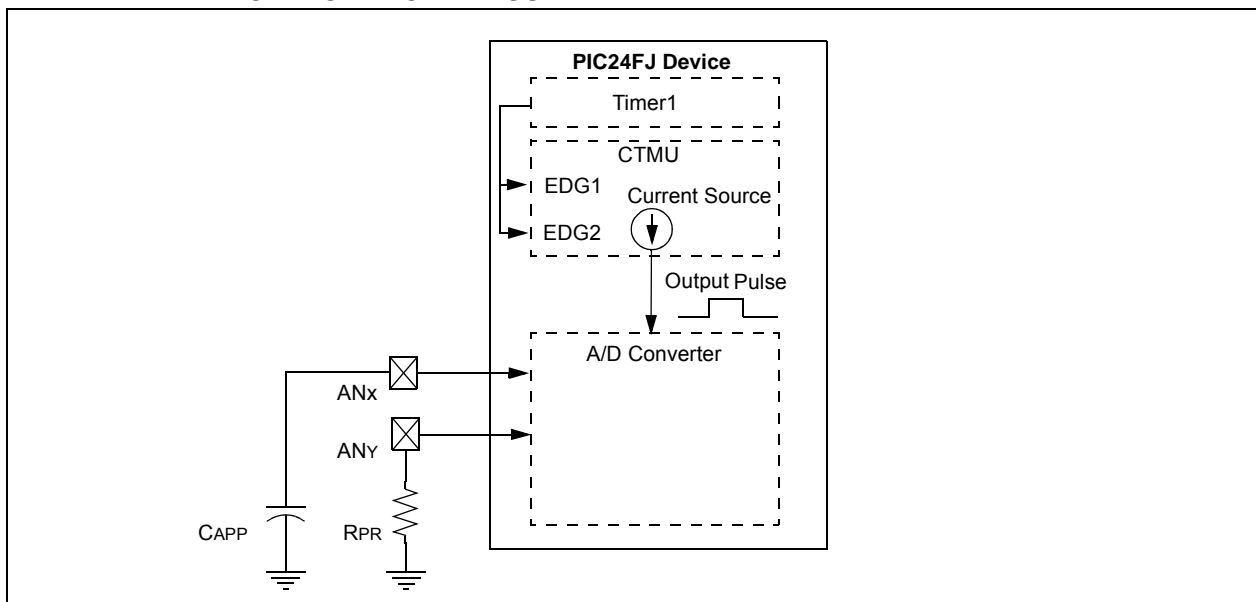 PIC24FJ Device
Timer1
CTMU
EDG1
Current Source
EDG2
Output Pulse
A/D Converter
ANx
ANY
CAPP
RPR